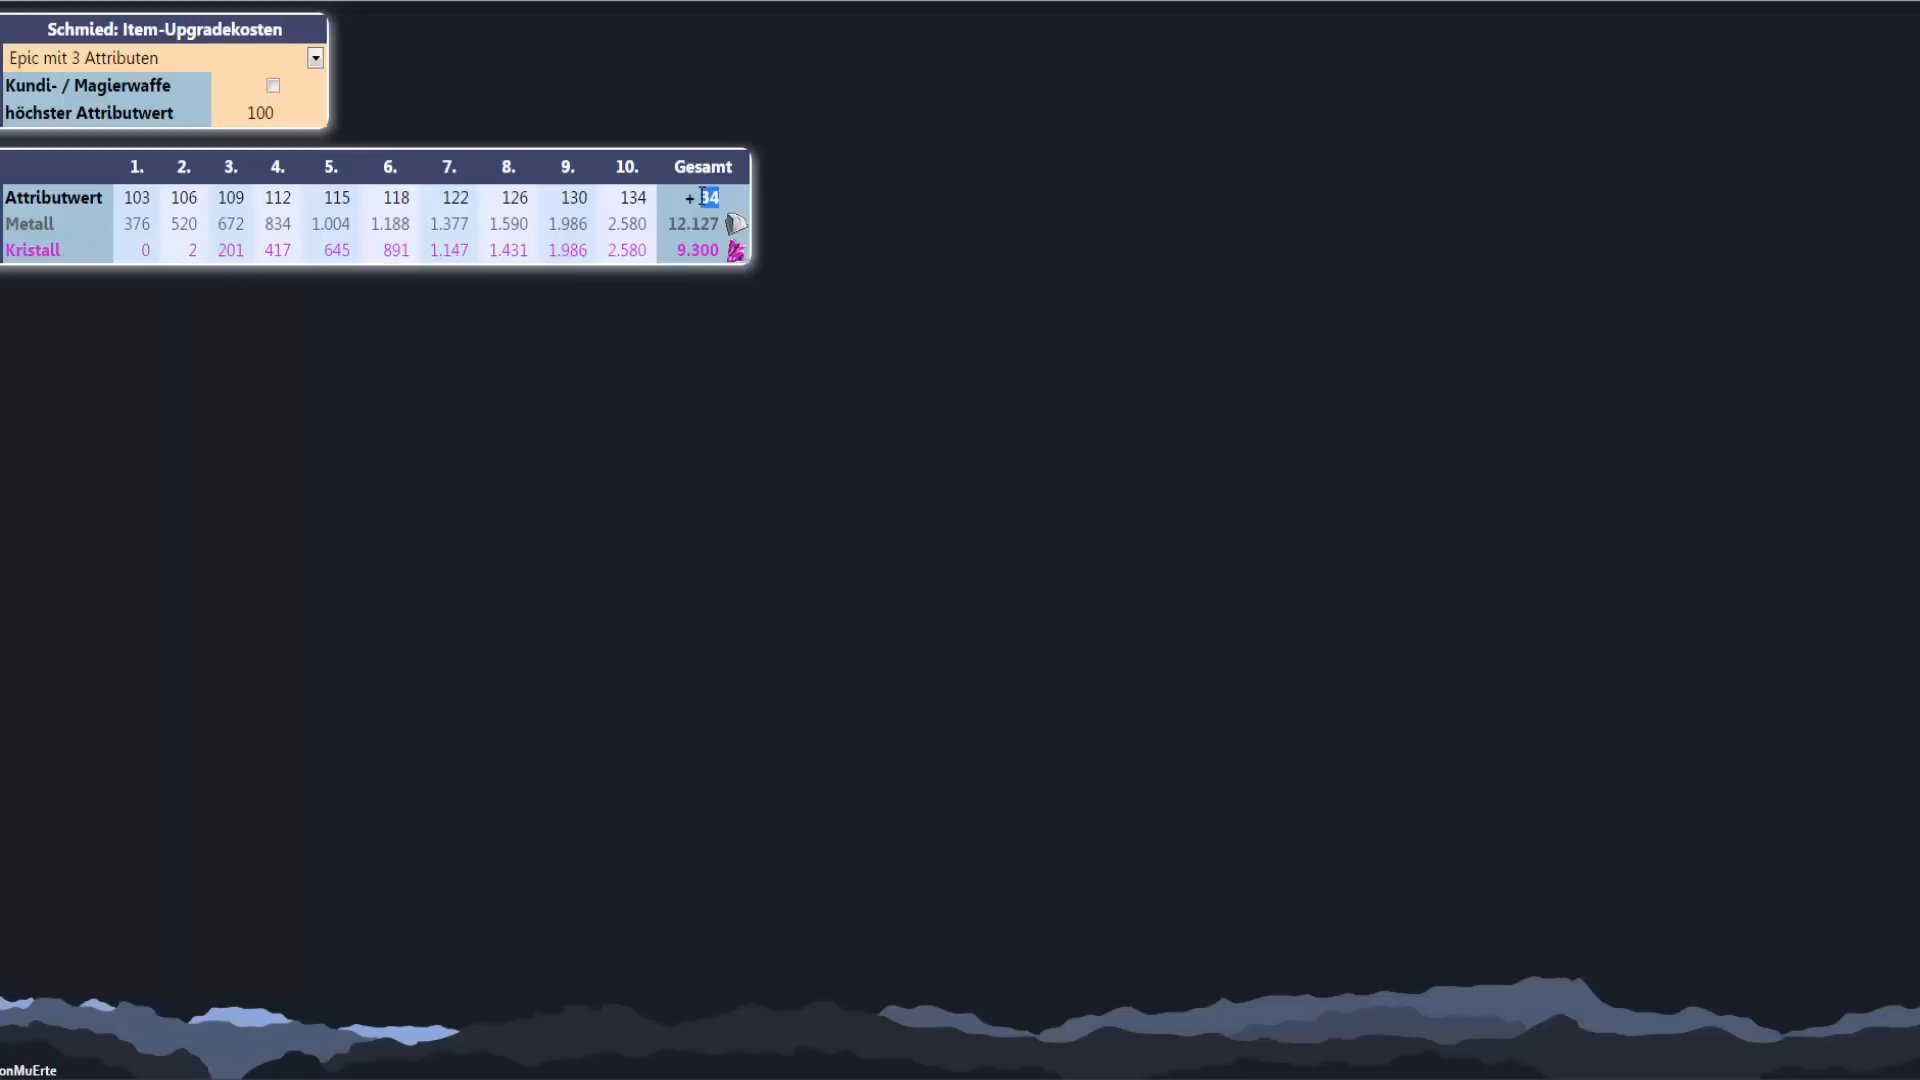 Schmied: Item-Upgradekosten
Epic mit 3 Attributen
Kundi- / Magierwaffe
höchster Attributwert 100
1. 2. 3. 4. 5. 6. 7. 8. 9. 10. Gesamt
Attributwert 103 106 109 112 115 118 122 126 130 134 + 34
Metall 376 520 672 834 1.004 1.188 1.377 1.590 1.986 2.580 12.127
Kristall 0 2 201 417 645 891 1.147 1.431 1.986 2.580 9.300
onMuErte